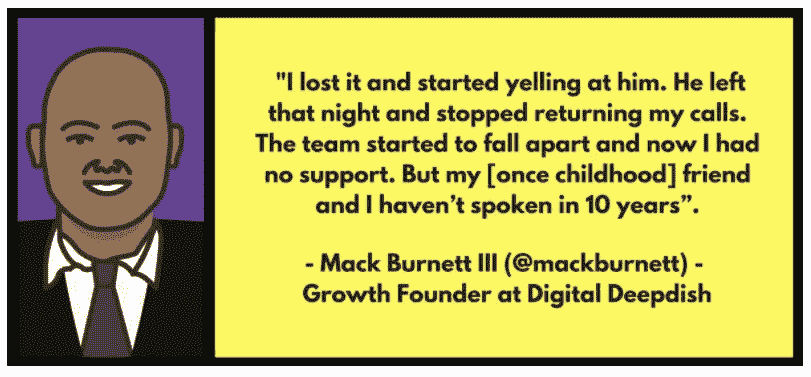 "I lost it and started yelling at him. He left
that night and stopped returning my calls.
The team started to fall apart and now I had
no support. But my [once childhood] friend
and I haven’t spoken in 10 years”.
- Mack Burnett III (@mackburnett) -
Growth Founder at Digital Deepdish